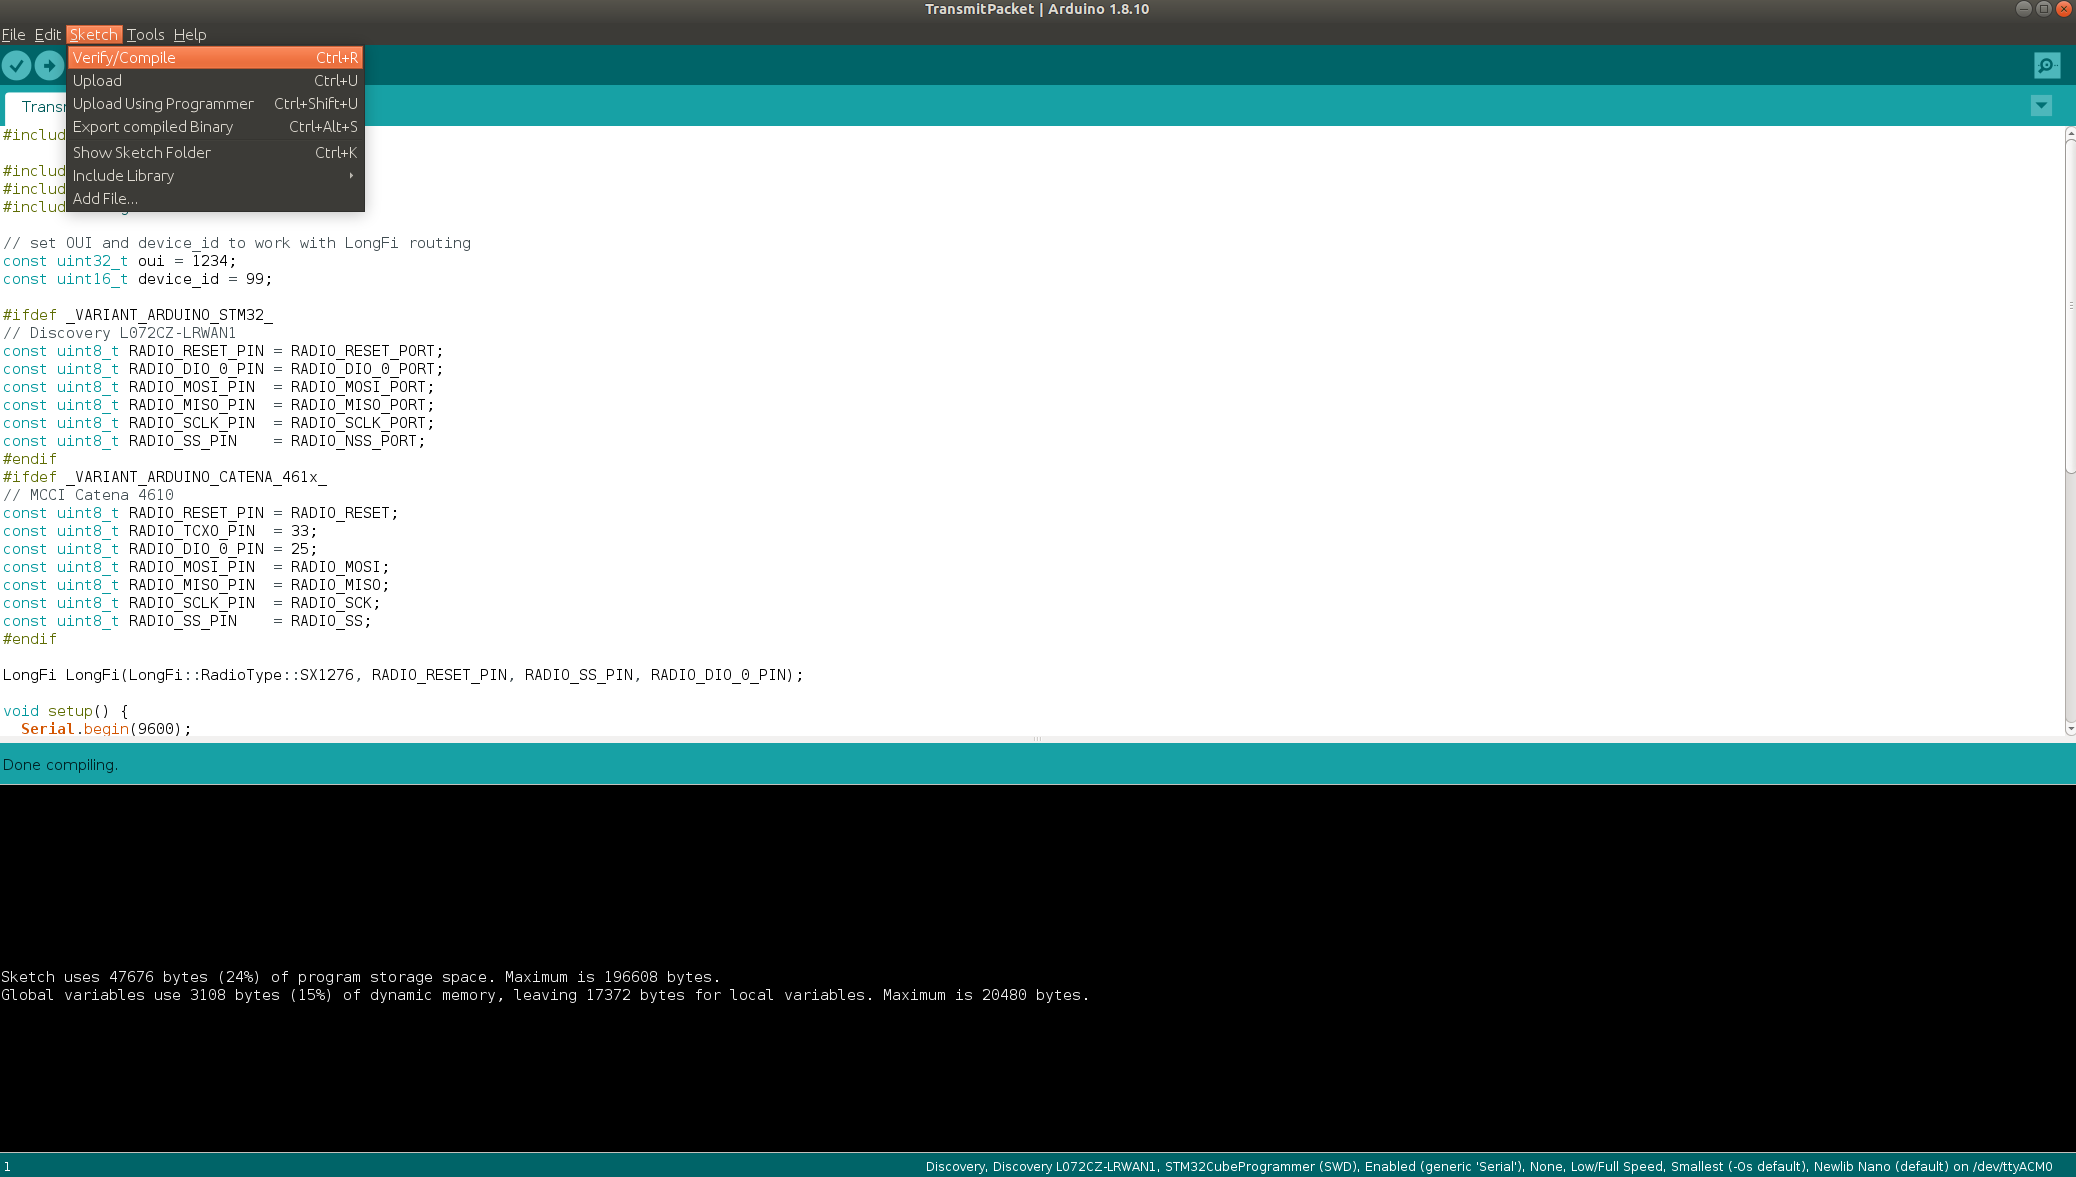 TransmitPacket | Arduino 1.8.10
File Edit Sketch Tools Help
Verify/Compile Ctrl+R
Upload Ctrl+U
Upload Using Programmer Ctrl+Shift+U
Export compiled Binary Ctrl+Alt+S
Show Sketch Folder Ctrl+K
Include Library
Add File...
Trans
#includ
#includ
#includ
#includ
// set OUI and device_id to work with LongFi routing
const uint32_t oui = 1234;
const uint16_t device_id = 99;
#ifdef _VARIANT_ARDUINO_STM32_
// Discovery L072CZ-LRWAN1
const uint8_t RADIO_RESET_PIN = RADIO_RESET_PORT;
const uint8_t RADIO_DIO_0_PIN = RADIO_DIO_0_PORT;
const uint8_t RADIO_MOSI_PIN  = RADIO_MOSI_PORT;
const uint8_t RADIO_MISO_PIN  = RADIO_MISO_PORT;
const uint8_t RADIO_SCLK_PIN  = RADIO_SCLK_PORT;
const uint8_t RADIO_SS_PIN    = RADIO_NSS_PORT;
#endif
#ifdef _VARIANT_ARDUINO_CATENA_461x_
// MCCI Catena 4610
const uint8_t RADIO_RESET_PIN = RADIO_RESET;
const uint8_t RADIO_TCXO_PIN  = 33;
const uint8_t RADIO_DIO_0_PIN = 25;
const uint8_t RADIO_MOSI_PIN  = RADIO_MOSI;
const uint8_t RADIO_MISO_PIN  = RADIO_MISO;
const uint8_t RADIO_SCLK_PIN  = RADIO_SCK;
const uint8_t RADIO_SS_PIN    = RADIO_SS;
#endif
LongFi LongFi(LongFi::RadioType::SX1276, RADIO_RESET_PIN, RADIO_SS_PIN, RADIO_DIO_0_PIN);
void setup() {
  Serial.begin(9600);
Done compiling.
Sketch uses 47676 bytes (24%) of program storage space. Maximum is 196608 bytes.
Global variables use 3108 bytes (15%) of dynamic memory, leaving 17372 bytes for local variables. Maximum is 20480 bytes.
1 Discovery, Discovery L072CZ-LRWAN1, STM32CubeProgrammer (SWD), Enabled (generic 'Serial'), None, Low/Full Speed, Smallest (-Os default), Newlib Nano (default) on /dev/ttyACM0